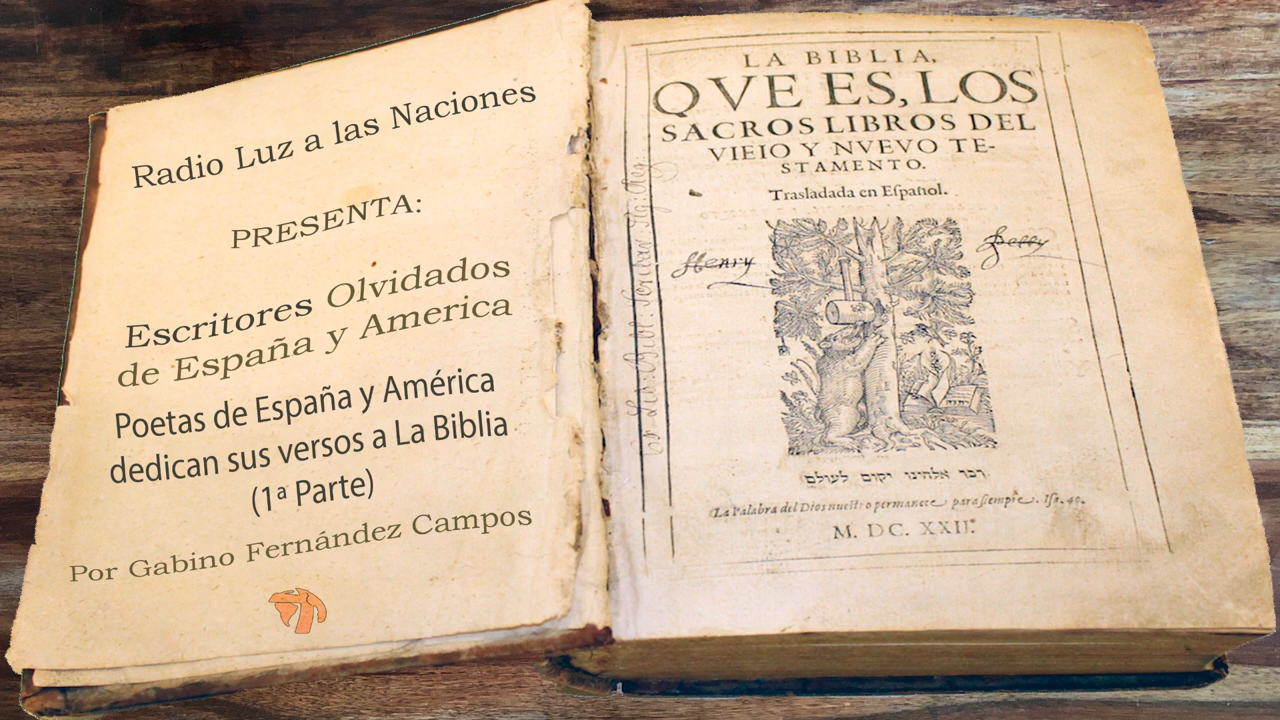 Radio Luz a las Naciones
PRESENTA:
Escritores Olvidados
de España y America
Poetas de España y América
dedican sus versos a La Biblia
(1ª Parte)
Por Gabino Fernández Campos
LA BIBLIA,
QVE ES, LOS
SACROS LIBROS DEL
VIEIO Y NVEVO TE-
STAMENTO.
Trasladada en Eſpañol.
Henry
דבר אלהינו יקום לעולם
La Palabra del Dios nueſtro permanece para ſiempre. Iſa. 40.
M. DC. XXII.